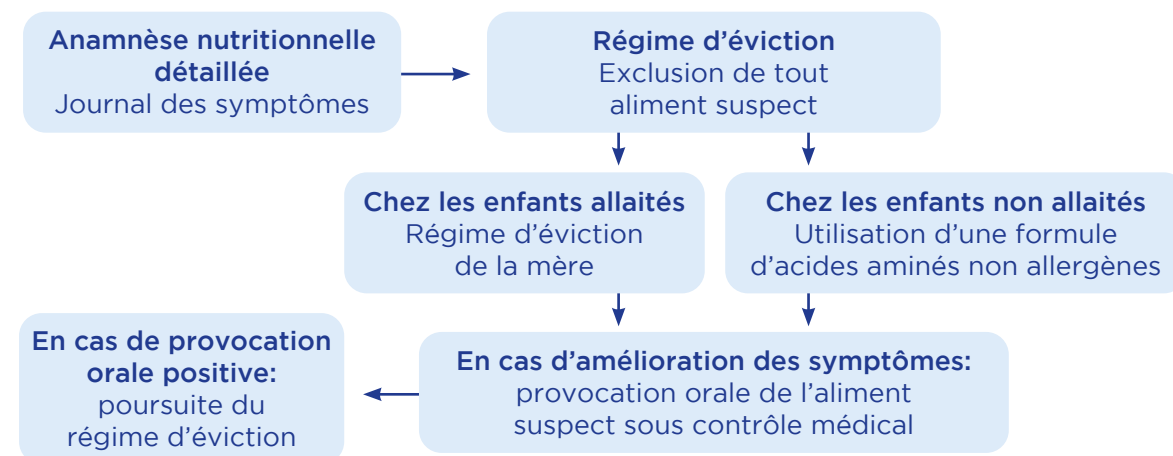 Anamnèse nutritionnelle
détaillée
Journal des symptômes
Régime d’éviction
Exclusion de tout
aliment suspect
Chez les enfants allaités
Régime d’éviction
de la mère
Chez les enfants non allaités
Utilisation d’une formule
d’acides aminés non allergènes
En cas d’amélioration des symptômes:
provocation orale de l’aliment
suspect sous contrôle médical
En cas de provocation
orale positive:
poursuite du
régime d’éviction